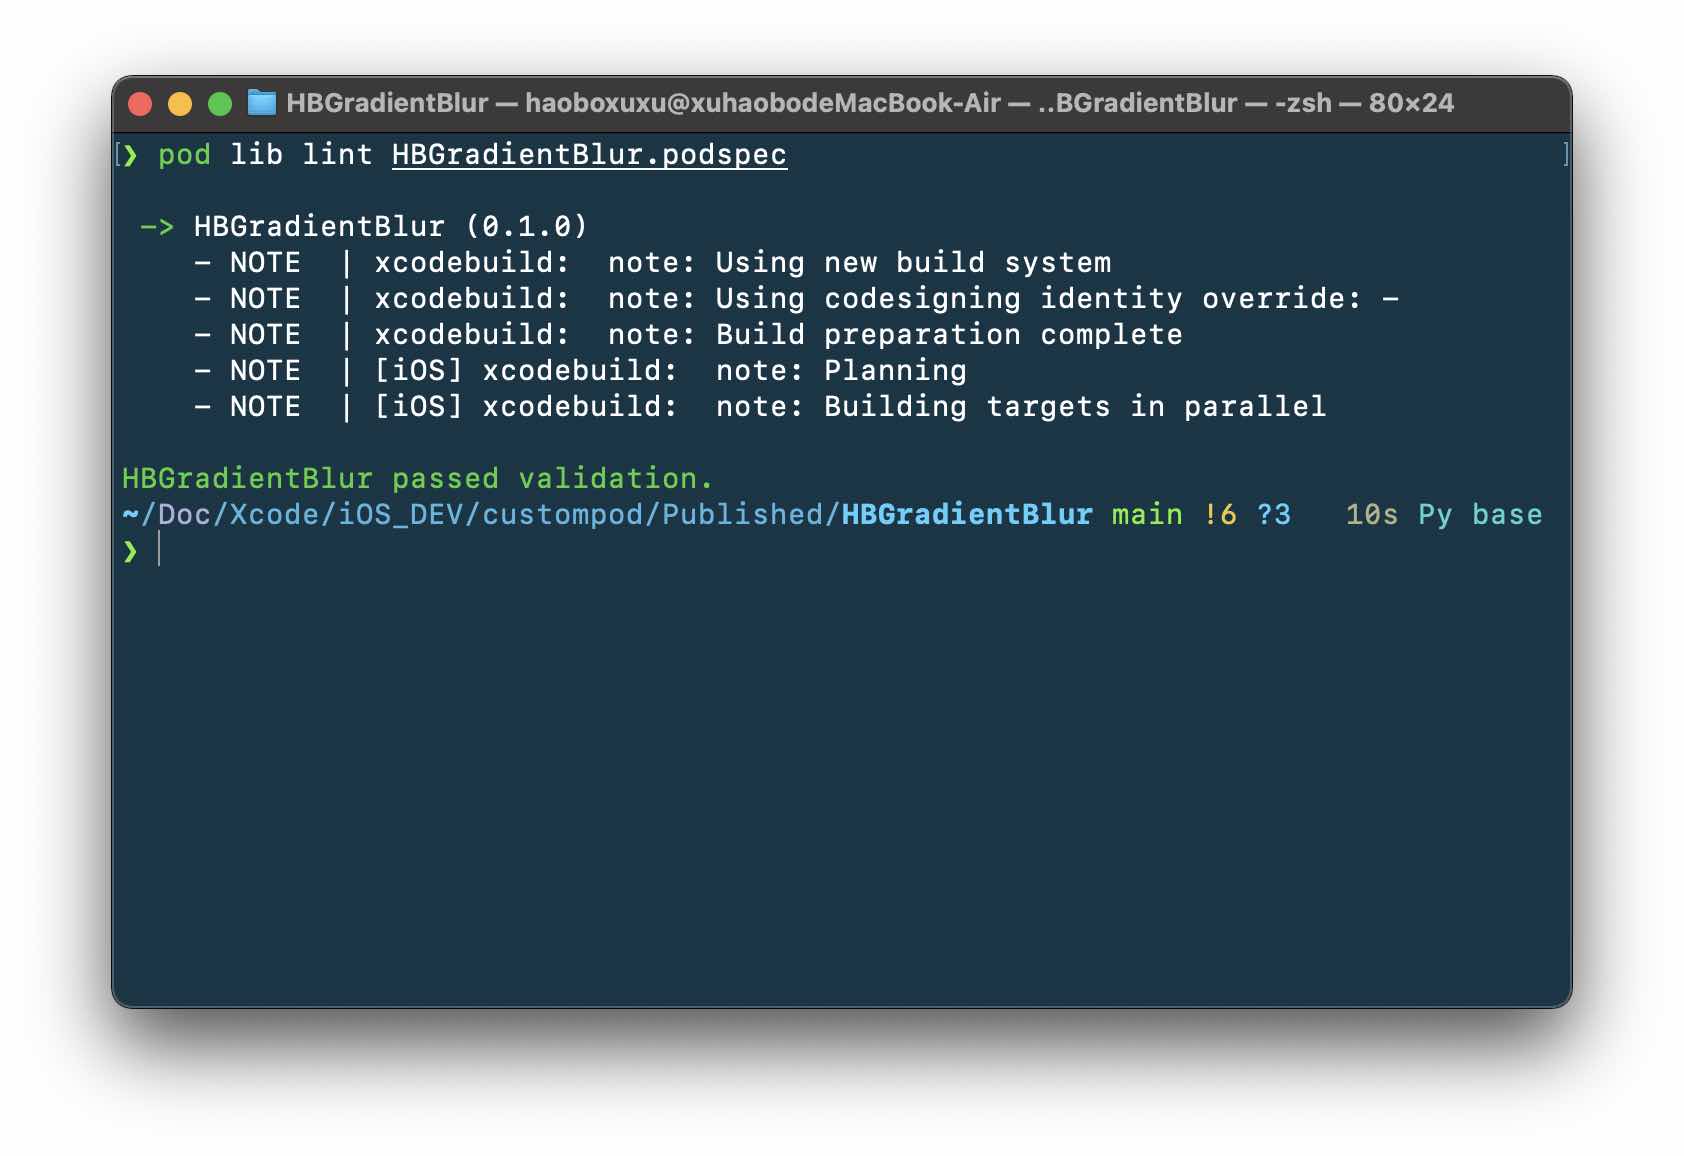 HBGradientBlur — haoboxuxu@xuhaobodeMacBook-Air — ..BGradientBlur — -zsh — 80×24
[❯ pod lib lint HBGradientBlur.podspec ]
-> HBGradientBlur (0.1.0)
- NOTE | xcodebuild: note: Using new build system
- NOTE | xcodebuild: note: Using codesigning identity override: -
- NOTE | xcodebuild: note: Build preparation complete
- NOTE | [iOS] xcodebuild: note: Planning
- NOTE | [iOS] xcodebuild: note: Building targets in parallel
HBGradientBlur passed validation.
~/Doc/Xcode/iOS_DEV/custompod/Published/HBGradientBlur main !6 ?3 10s Py base
❯